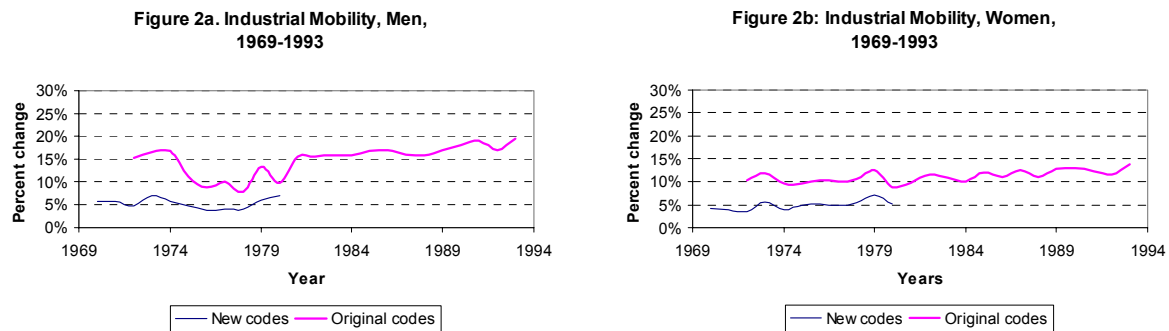 Figure 2a. Industrial Mobility, Men,
1969-1993
Percent change
30%
25%
20%
15%
10%
5%
0%
1969 1974 1979 1984 1989 1994
Year
New codes Original codes
Figure 2b: Industrial Mobility, Women,
1969-1993
Percent change
30%
25%
20%
15%
10%
5%
0%
1969 1974 1979 1984 1989 1994
Years
New codes Original codes